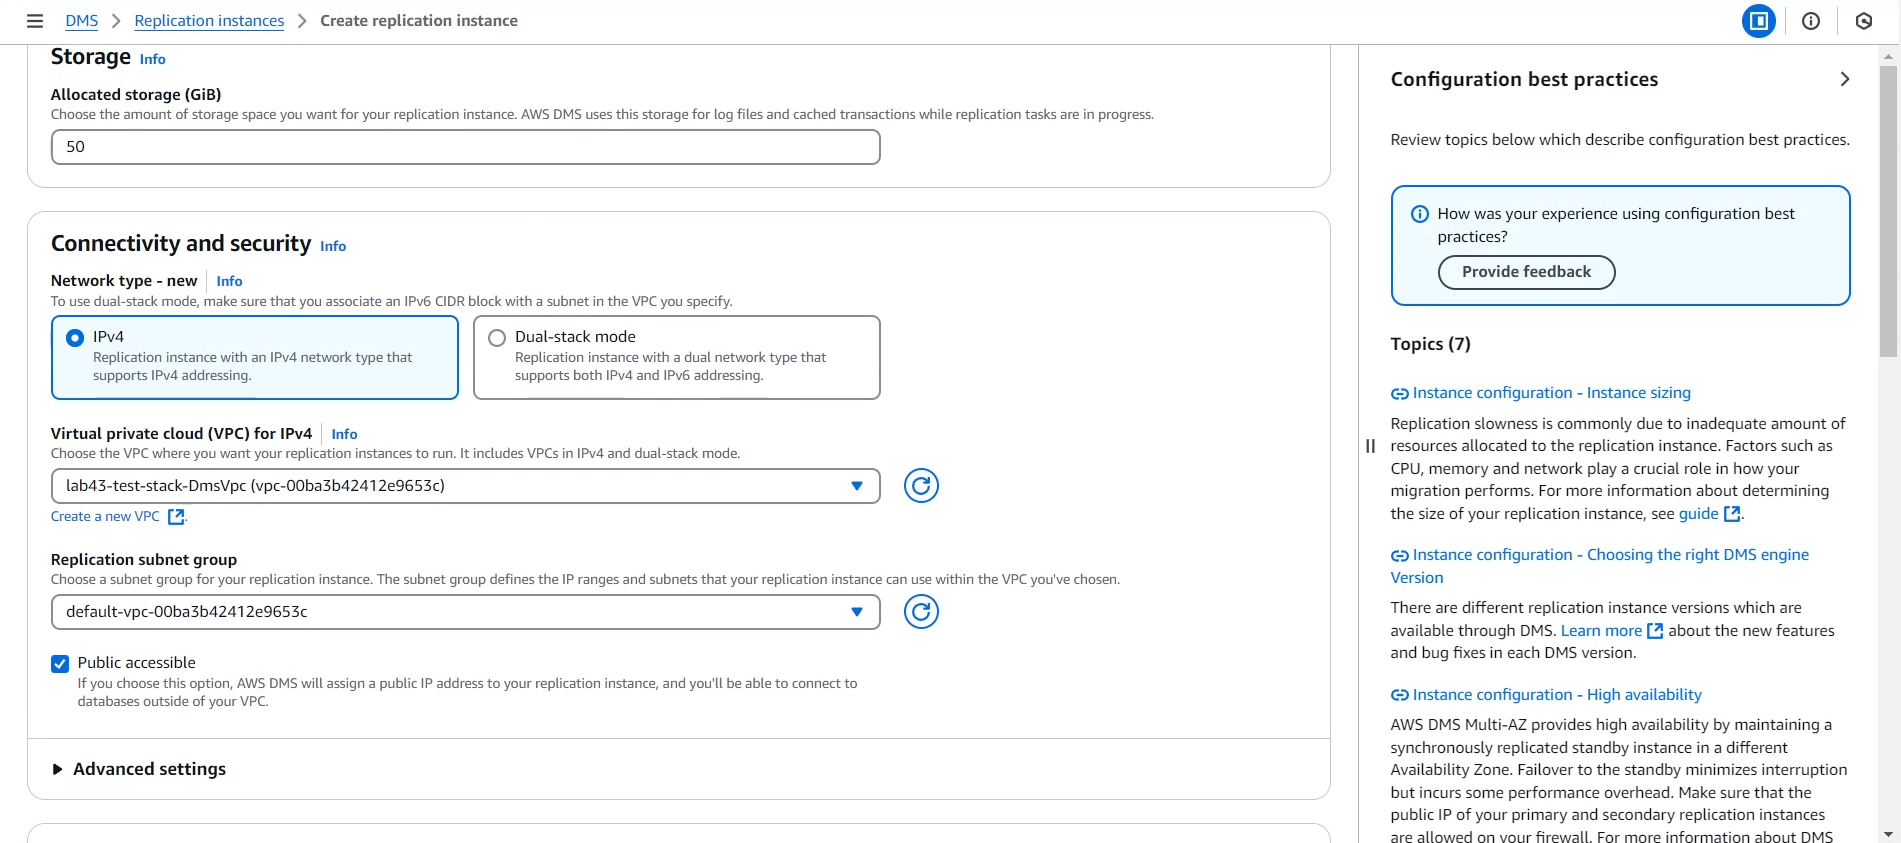 DMS > Replication instances > Create replication instance
Storage Info
Allocated storage (GiB)
Choose the amount of storage space you want for your replication instance. AWS DMS uses this storage for log files and cached transactions while replication tasks are in progress.
50
Connectivity and security Info
Network type - new Info
To use dual-stack mode, make sure that you associate an IPv6 CIDR block with a subnet in the VPC you specify.
IPv4
Replication instance with an IPv4 network type that
supports IPv4 addressing.
Dual-stack mode
Replication instance with a dual network type that
supports both IPv4 and IPv6 addressing.
Virtual private cloud (VPC) for IPv4 Info
Choose the VPC where you want your replication instances to run. It includes VPCs in IPv4 and dual-stack mode.
lab43-test-stack-DmsVpc (vpc-00ba3b42412e9653c)
Create a new VPC .
Replication subnet group
Choose a subnet group for your replication instance. The subnet group defines the IP ranges and subnets that your replication instance can use within the VPC you've chosen.
default-vpc-00ba3b42412e9653c
Public accessible
If you choose this option, AWS DMS will assign a public IP address to your replication instance, and you'll be able to connect to
databases outside of your VPC.
Advanced settings
Configuration best practices
Review topics below which describe configuration best practices.
How was your experience using configuration best
practices?
Provide feedback
Topics (7)
Instance configuration - Instance sizing
Replication slowness is commonly due to inadequate amount of
resources allocated to the replication instance. Factors such as
CPU, memory and network play a crucial role in how your
migration performs. For more information about determining
the size of your replication instance, see guide .
Instance configuration - Choosing the right DMS engine
Version
There are different replication instance versions which are
available through DMS. Learn more about the new features
and bug fixes in each DMS version.
Instance configuration - High availability
AWS DMS Multi-AZ provides high availability by maintaining a
synchronously replicated standby instance in a different
Availability Zone. Failover to the standby minimizes interruption
but incurs some performance overhead. Make sure that the
public IP of your primary and secondary replication instances
are allowed on your firewall. For more information about DMS